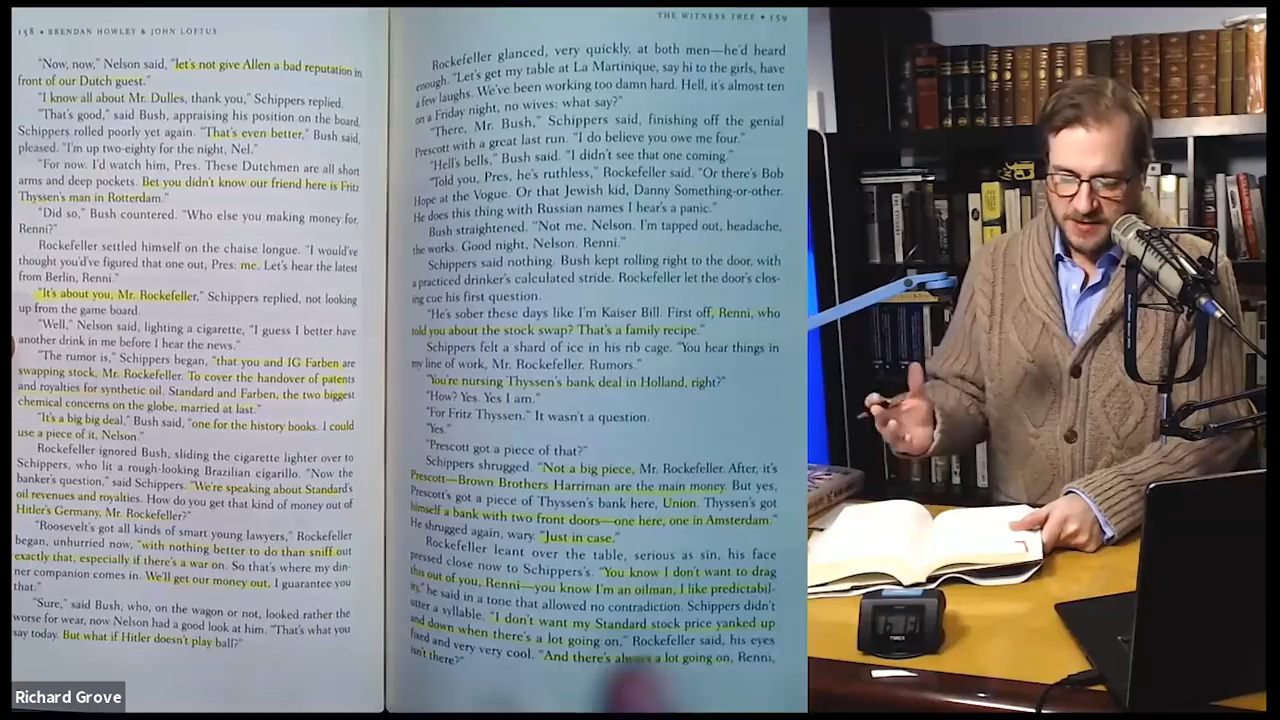 158 • BRENDAN HOWLEY & JOHN LOFTUS
"Now, now," Nelson said, "let's not give Allen a bad reputation in
front of our Dutch guest."
"I know all about Mr. Dulles, thank you," Schippers replied.
"That's good," said Bush, appraising his position on the board.
Schippers rolled poorly yet again. "That's even better," Bush said,
pleased. "I'm up two-eighty for the night, Nel."
"For now. I'd watch him, Pres. These Dutchmen are all short
arms and deep pockets. Bet you didn't know our friend here is Fritz
Thyssen's man in Rotterdam."
"Did so," Bush countered. "Who else you making money for,
Renni?"
Rockefeller settled himself on the chaise longue. "I would've
thought you'd've figured that one out, Pres: me. Let's hear the latest
from Berlin, Renni."
"It's about you, Mr. Rockefeller," Schippers replied, not looking
up from the game board.
"Well," Nelson said, lighting a cigarette, "I guess I better have
another drink in me before I hear the news."
"The rumor is," Schippers began, "that you and IG Farben are
swapping stock, Mr. Rockefeller. To cover the handover of patents
and royalties for synthetic oil. Standard and Farben, the two biggest
chemical concerns on the globe, married at last."
"It's a big big deal," Bush said, "one for the history books. I could
use a piece of it, Nelson."
Rockefeller ignored Bush, sliding the cigarette lighter over to
Schippers, who lit a rough-looking Brazilian cigarillo. "Now the
banker's question," said Schippers. "We're speaking about Standard's
oil revenues and royalties. How do you get that kind of money out of
Hitler's Germany, Mr. Rockefeller?"
"Roosevelt's got all kinds of smart young lawyers," Rockefeller
began, unhurried now, "with nothing better to do than sniff out
exactly that, especially if there's a war on. So that's where my din-
ner companion comes in. We'll get our money out, I guarantee you
that."
"Sure," said Bush, who, on the wagon or not, looked rather the
worse for wear, now Nelson had a good look at him. "That's what you
say today. But what if Hitler doesn't play ball?"
THE WITNESS TREE • 159
Rockefeller glanced, very quickly, at both men—he'd heard
enough. "Let's get my table at La Martinique, say hi to the girls, have
a few laughs. We've been working too damn hard. Hell, it's almost ten
on a Friday night, no wives: what say?"
"There, Mr. Bush," Schippers said, finishing off the genial
Prescott with a great last run. "I do believe you owe me four."
"Hell's bells," Bush said. "I didn't see that one coming."
"Told you, Pres, he's ruthless," Rockefeller said. "Or there's Bob
Hope at the Vogue. Or that Jewish kid, Danny Something-or-other.
He does this thing with Russian names I hear's a panic."
Bush straightened. "Not me, Nelson. I'm tapped out, headache,
the works. Good night, Nelson. Renni."
Schippers said nothing. Bush kept rolling right to the door, with
a practiced drinker's calculated stride. Rockefeller let the door's clos-
ing cue his first question.
"He's sober these days like I'm Kaiser Bill. First off, Renni, who
told you about the stock swap? That's a family recipe."
Schippers felt a shard of ice in his rib cage. "You hear things in
my line of work, Mr. Rockefeller. Rumors."
"You're nursing Thyssen's bank deal in Holland, right?"
"How? Yes. Yes I am."
"For Fritz Thyssen." It wasn't a question.
"Yes."
"Prescott got a piece of that?"
Schippers shrugged. "Not a big piece, Mr. Rockefeller. After, it's
Prescott—Brown Brothers Harriman are the main money. But yes,
Prescott's got a piece of Thyssen's bank here, Union. Thyssen's got
himself a bank with two front doors—one here, one in Amsterdam."
He shrugged again, wary. "Just in case."
Rockefeller leant over the table, serious as sin, his face
pressed close now to Schippers's. "You know I don't want to drag
this out of you, Renni—you know I'm an oilman, I like predictabil-
ity," he said in a tone that allowed no contradiction. Schippers didn't
utter a syllable. "I don't want my Standard stock price yanked up
and down when there's a lot going on," Rockefeller said, his eyes
fixed and very very cool. "And there's always a lot going on, Renni,
isn't there?"
Richard Grove
TIMEX